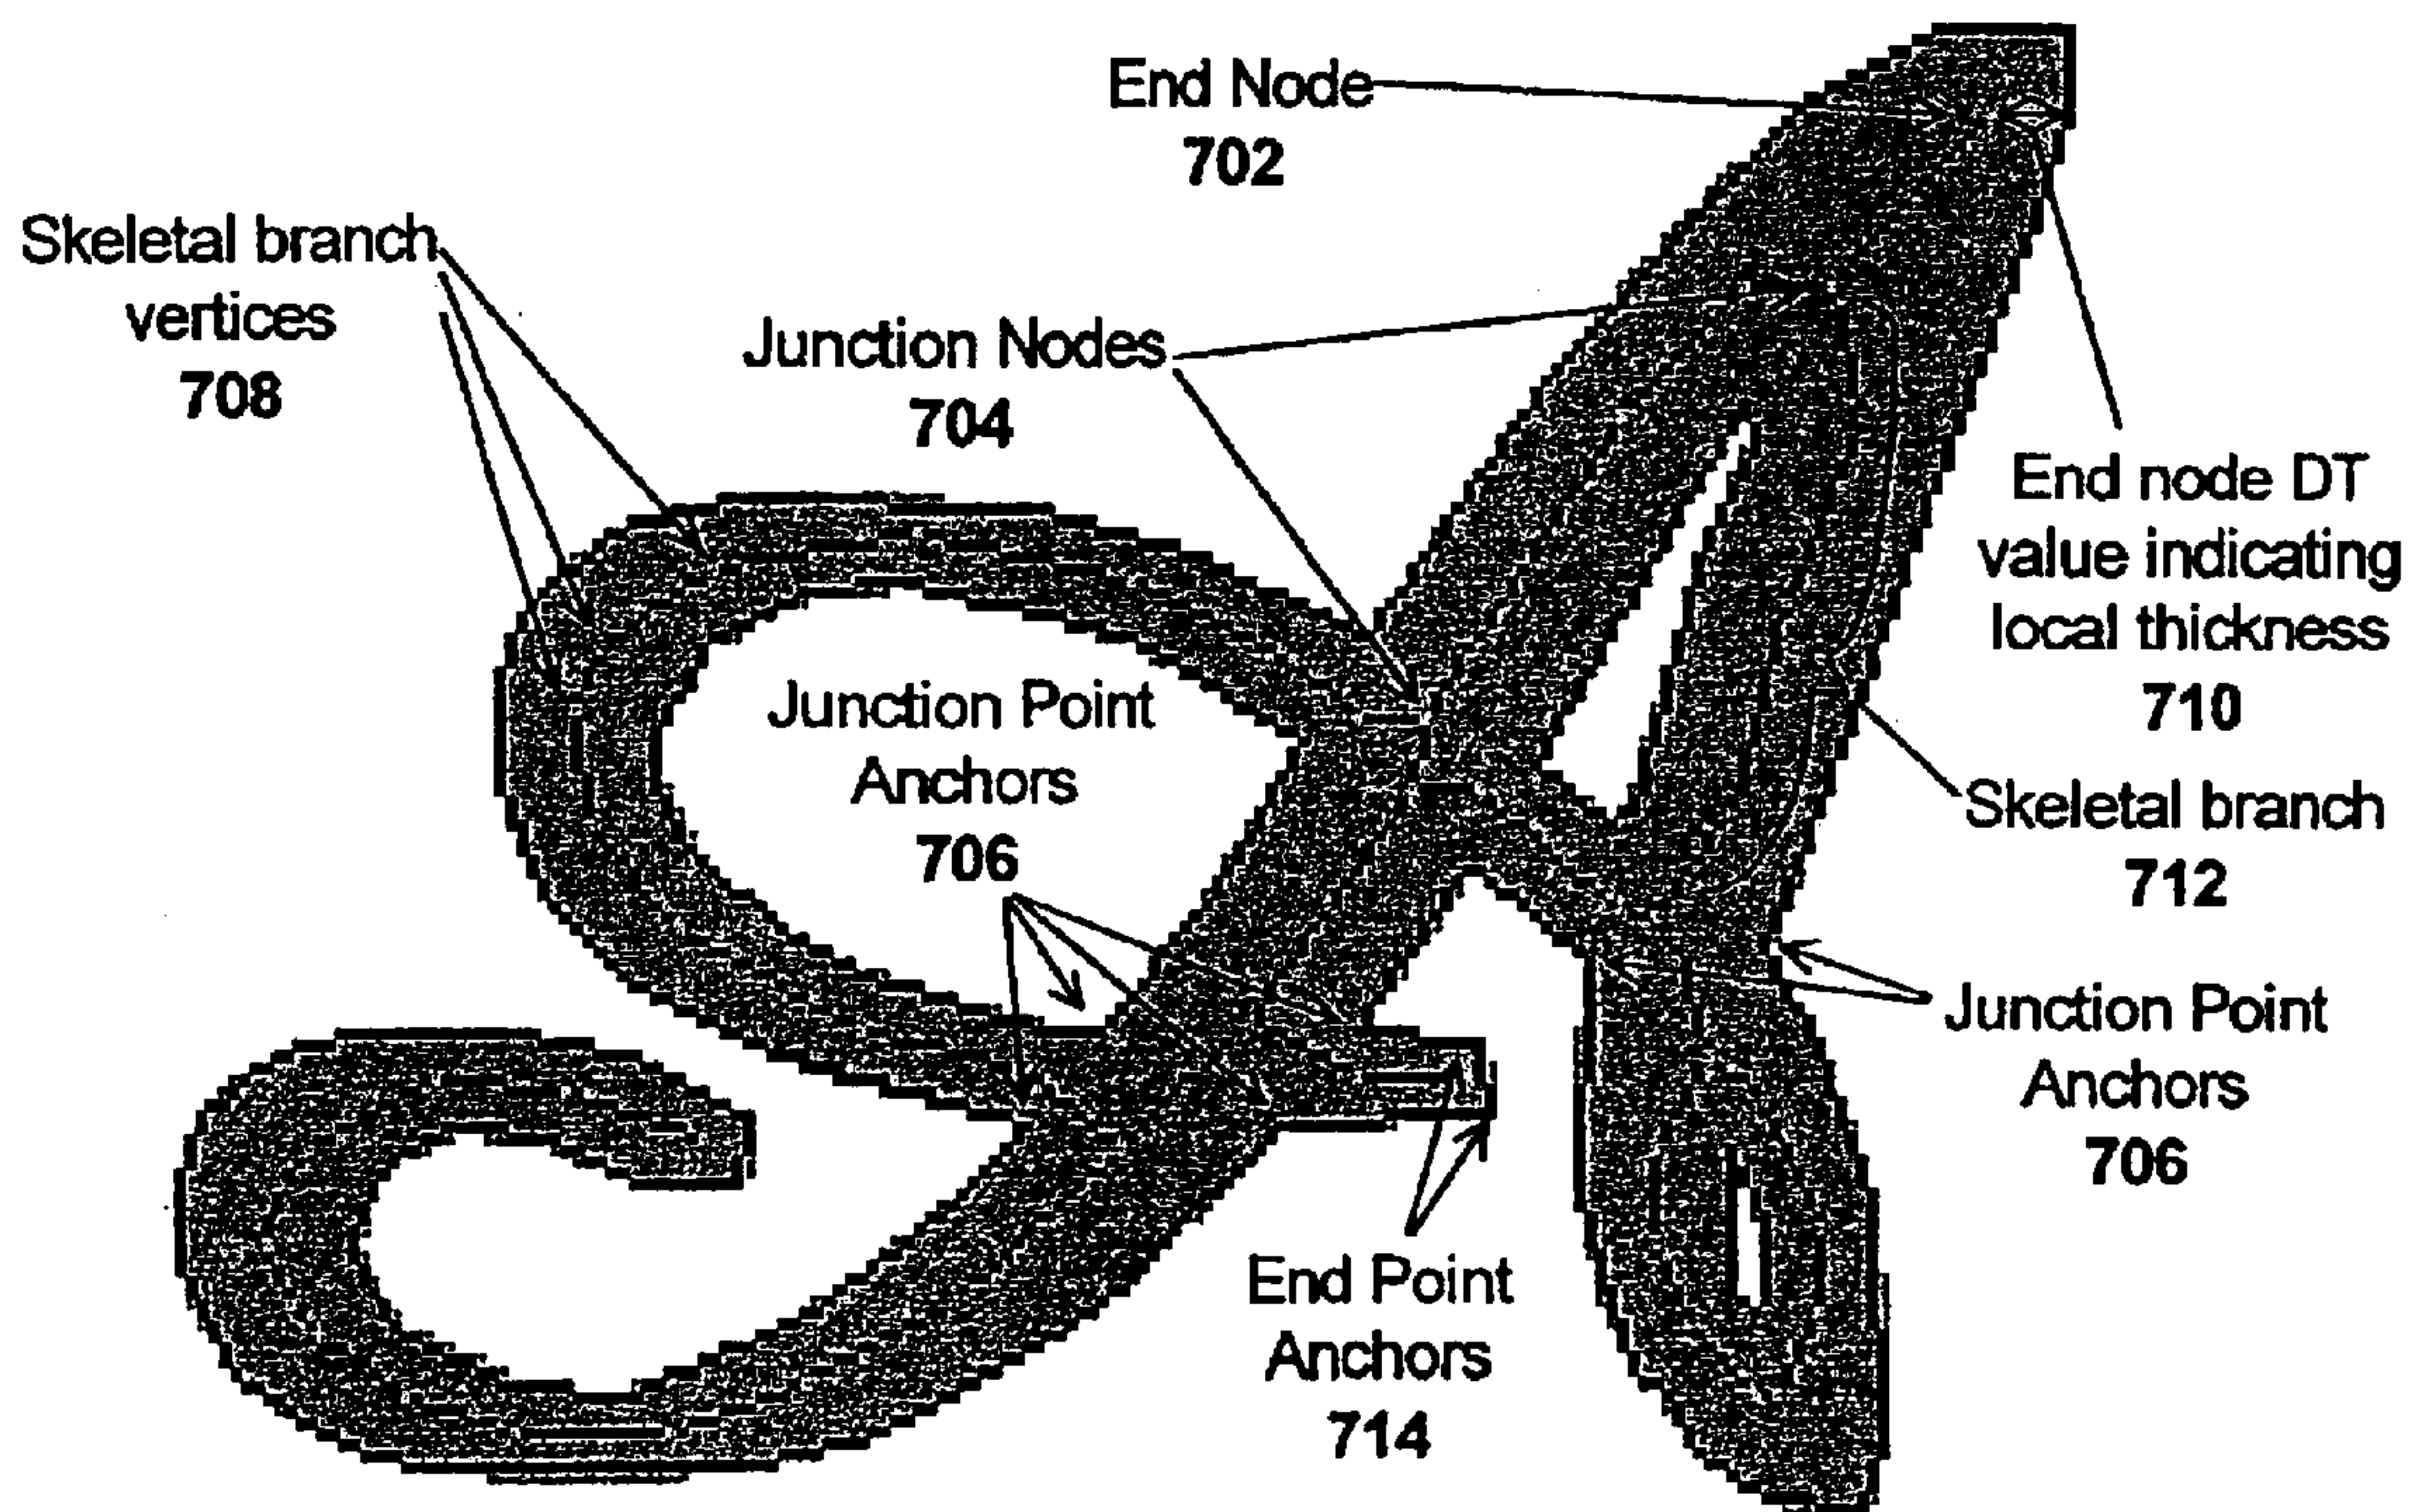 End Node
702
Skeletal branch
vertices
708
Junction Nodes
704
End node DT
value indicating
local thickness
710
Junction Point
Anchors
706
Skeletal branch
712
Junction Point
Anchors
706
End Point
Anchors
714